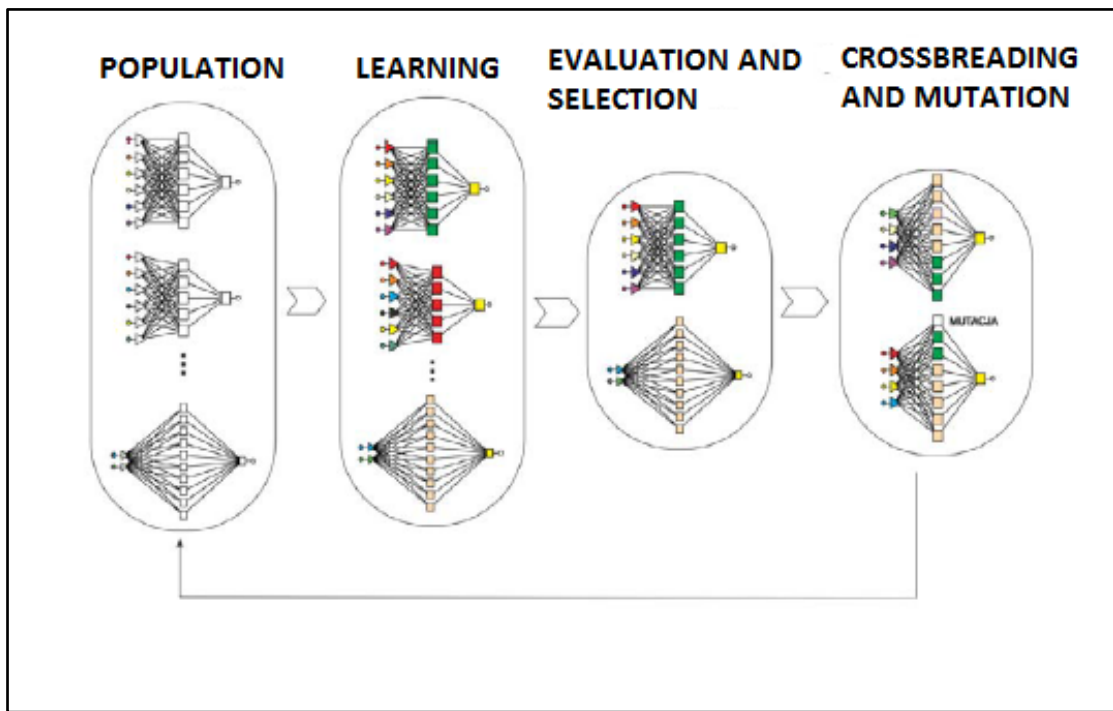 POPULATION
LEARNING
EVALUATION AND
SELECTION
CROSSBREADING
AND MUTATION
MUTACJA